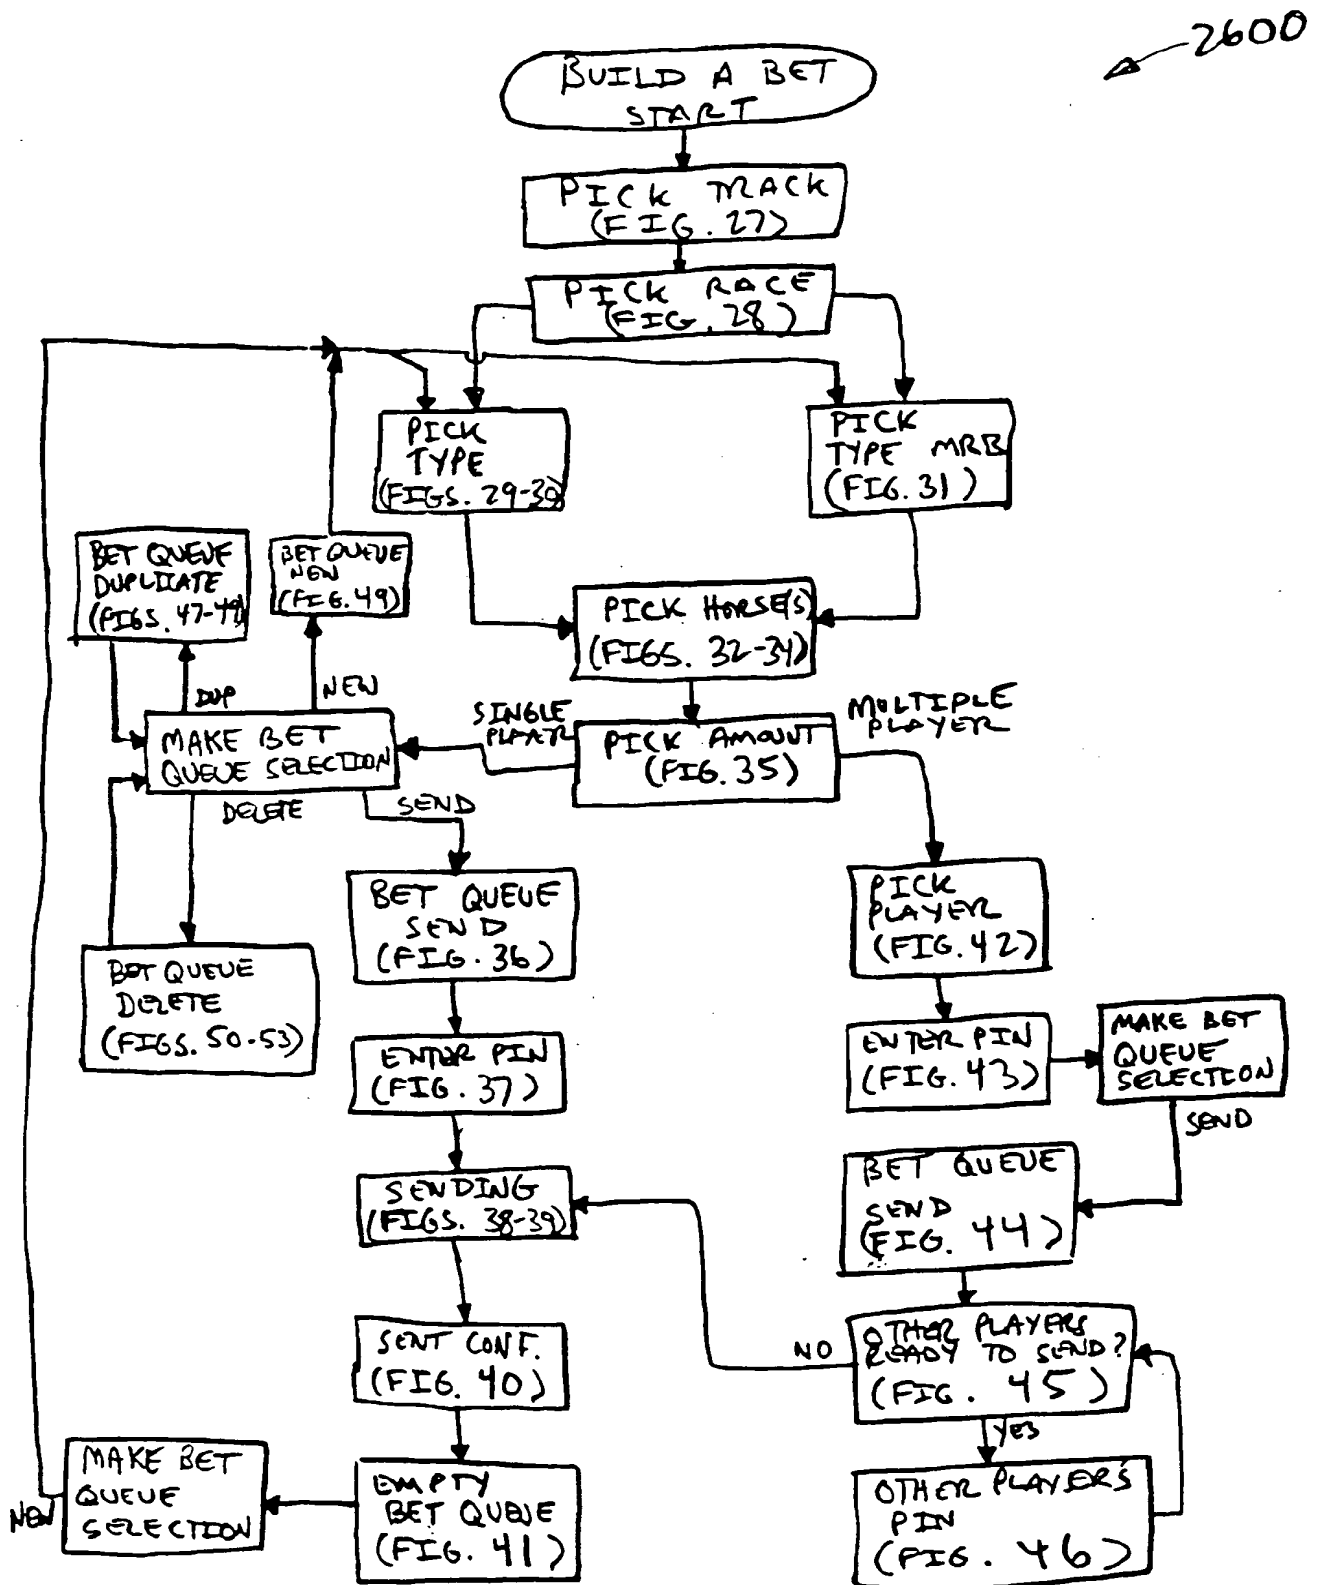 2600
BUILD A BET
START
PICK TRACK
(FIG. 27)
PICK RACE
(FIG. 28)
PICK
TYPE
(FIGS. 29-30)
PICK
TYPE MRB
(FIG. 31)
BET QUEUE
DUPLICATE
(FIGS. 47-49)
BET QUEUE
NEW
(FIG. 49)
PICK HORSE(S)
(FIGS. 32-34)
DUP
NEW
SINGLE
PLAYER
MULTIPLE
PLAYER
MAKE BET
QUEUE SELECTION
PICK AMOUNT
(FIG. 35)
DELETE
SEND
BET QUEUE
SEND
(FIG. 36)
PICK
PLAYER
(FIG. 42)
BET QUEUE
DELETE
(FIGS. 50-53)
ENTER PIN
(FIG. 37)
ENTER PIN
(FIG. 43)
MAKE BET
QUEUE
SELECTION
SEND
SENDING
(FIGS. 38-39)
BET QUEUE
SEND
(FIG. 44)
SENT CONF.
(FIG. 40)
NO
OTHER PLAYERS
READY TO SEND?
(FIG. 45)
YES
MAKE BET
QUEUE
SELECTION
NEW
EMPTY
BET QUEUE
(FIG. 41)
OTHER PLAYER'S
PIN
(FIG. 46)